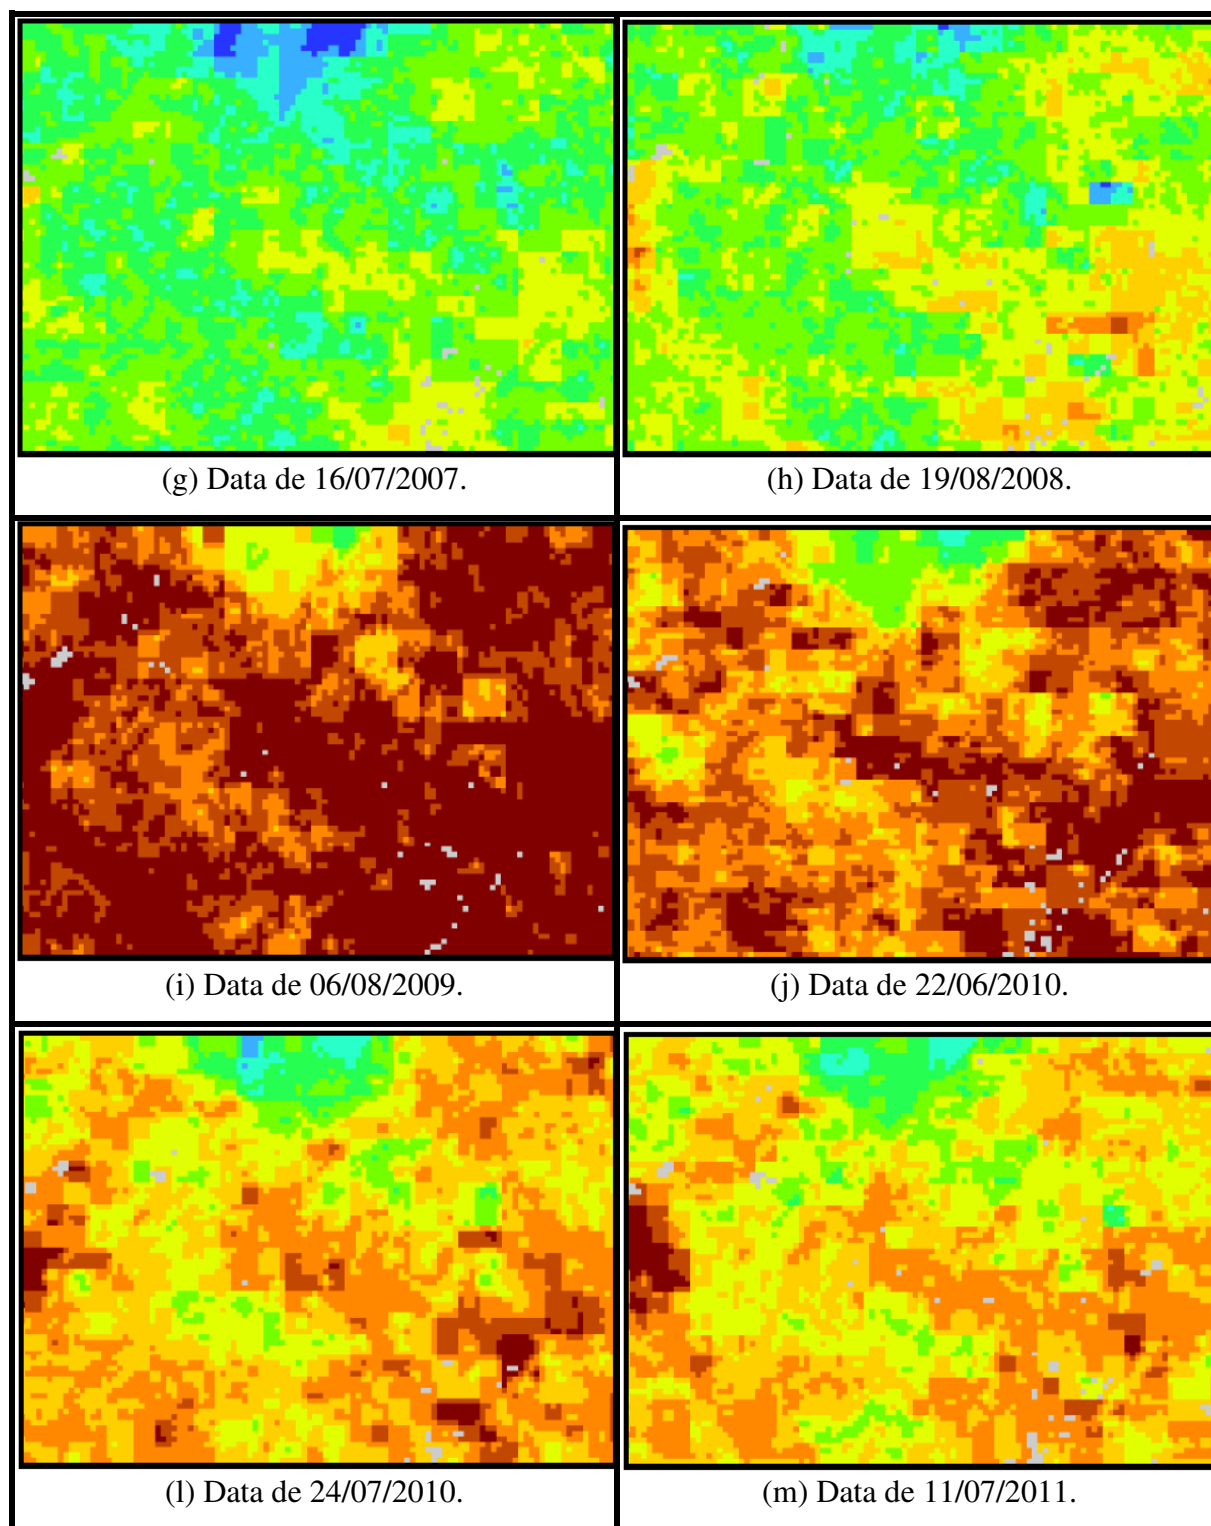 (g) Data de 16/07/2007.
(h) Data de 19/08/2008.
(i) Data de 06/08/2009.
(j) Data de 22/06/2010.
(l) Data de 24/07/2010.
(m) Data de 11/07/2011.